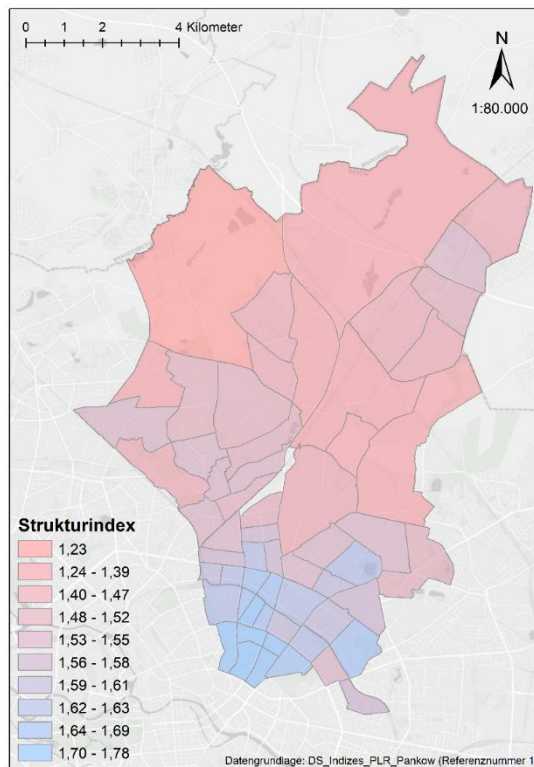 0 1 2 4 Kilometer
N
1:80.000
Strukturindex
1,23
1,24 - 1,39
1,40 - 1,47
1,48 - 1,52
1,53 - 1,55
1,56 - 1,58
1,59 - 1,61
1,62 - 1,63
1,64 - 1,69
1,70 - 1,78
Datengrundlage: DS_Indizes_PLR_Pankow (Referenznummer 1